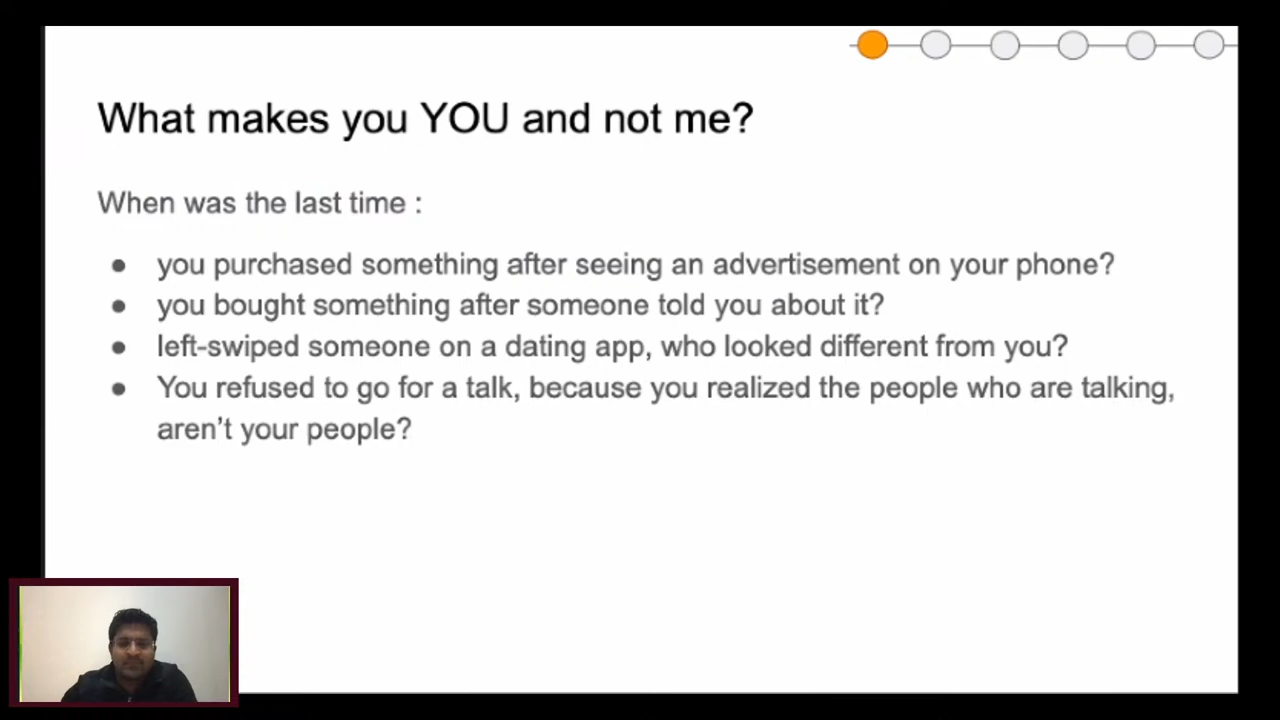 What makes you YOU and not me?
When was the last time :
● you purchased something after seeing an advertisement on your phone?
● you bought something after someone told you about it?
● left-swiped someone on a dating app, who looked different from you?
● You refused to go for a talk, because you realized the people who are talking,
aren’t your people?